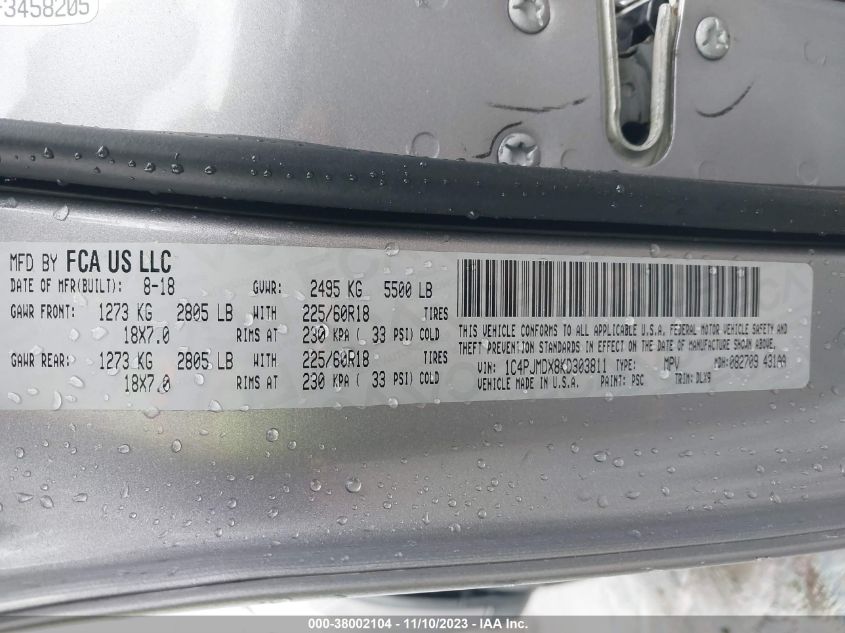 3458205
MFD BY FCA US LLC
DATE OF MFR(BUILT): 8-18 GVWR: 2495 KG 5500 LB
GAWR FRONT: 1273 KG 2805 LB WITH 225/60R18 TIRES
18X7.0 RIMS AT 230 KPA ( 33 PSI) COLD
GAWR REAR: 1273 KG 2805 LB WITH 225/60R18 TIRES
18X7.0 RIMS AT 230 KPA ( 33 PSI) COLD
THIS VEHICLE CONFORMS TO ALL APPLICABLE U.S.A. FEDERAL MOTOR VEHICLE SAFETY AND
THEFT PREVENTION STANDARDS IN EFFECT ON THE DATE OF MANUFACTURE SHOWN ABOVE.
VIN: 1C4PJMDX8KD303811 TYPE: MPV MDH: 082709 431AA
VEHICLE MADE IN U.S.A. PAINT: PSC TRIM: DLX9
000-38002104 - 11/10/2023 - IAA Inc.